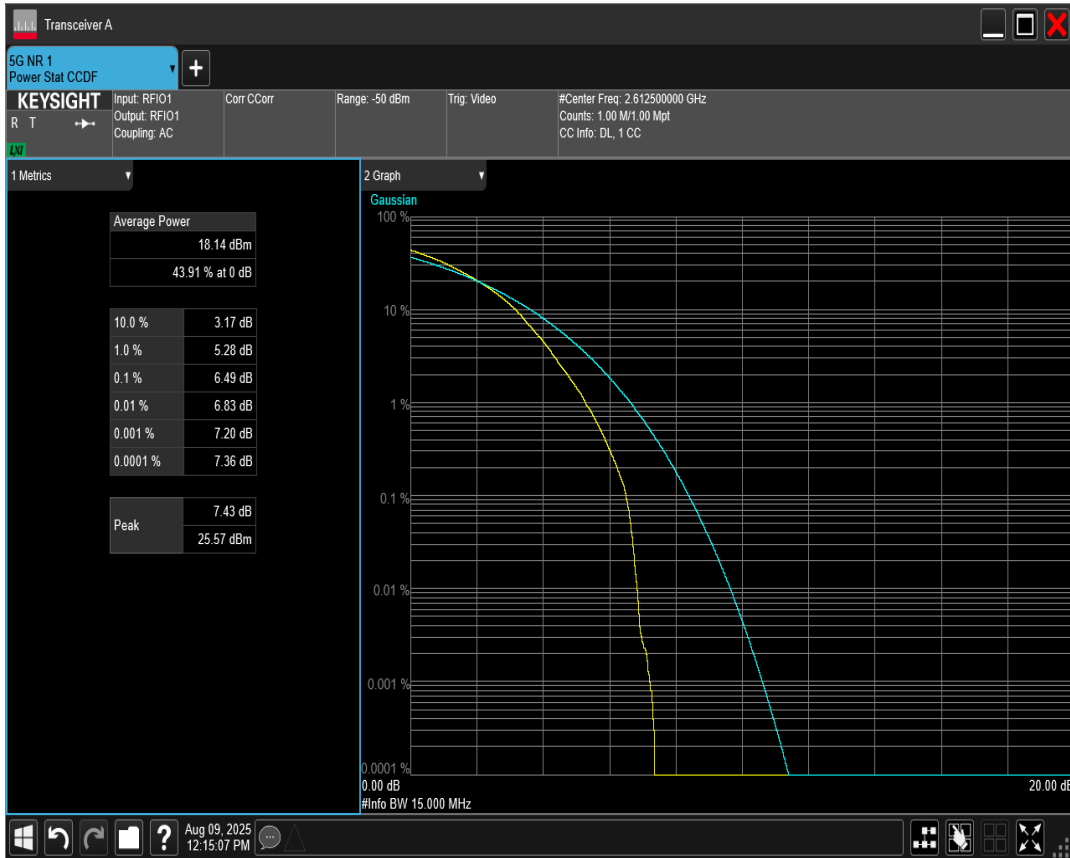 Transceiver A
5G NR 1
Power Stat CCDF
KEYSIGHT
R T
LXI
Input: RFIO1
Output: RFIO1
Coupling: AC
Corr CCorr
Range: -50 dBm
Trig: Video
#Center Freq: 2.612500000 GHz
Counts: 1.00 M/1.00 Mpt
CC Info: DL, 1 CC
1 Metrics
Average Power
18.14 dBm
43.91 % at 0 dB
10.0 % 3.17 dB
1.0 % 5.28 dB
0.1 % 6.49 dB
0.01 % 6.83 dB
0.001 % 7.20 dB
0.0001 % 7.36 dB
Peak
7.43 dB
25.57 dBm
2 Graph
Gaussian
100 %
10 %
1 %
0.1 %
0.01 %
0.001 %
0.0001 %
0.00 dB
20.00 dB
#Info BW 15.000 MHz
?
Aug 09, 2025
12:15:07 PM